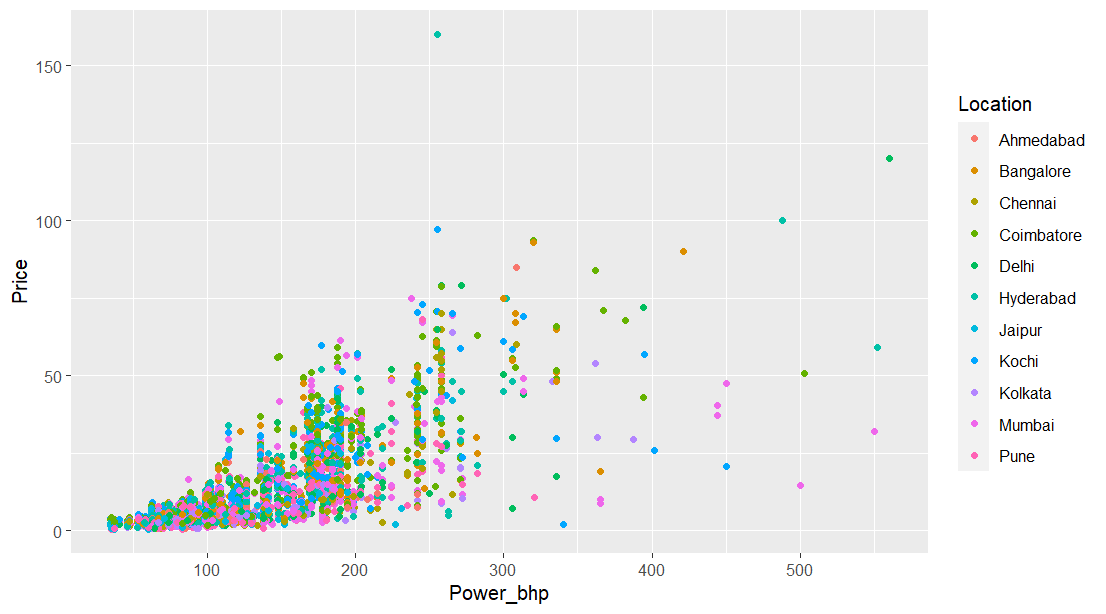 150
100
50
0
Price
100 200 300 400 500
Power_bhp
Location
Ahmedabad
Bangalore
Chennai
Coimbatore
Delhi
Hyderabad
Jaipur
Kochi
Kolkata
Mumbai
Pune